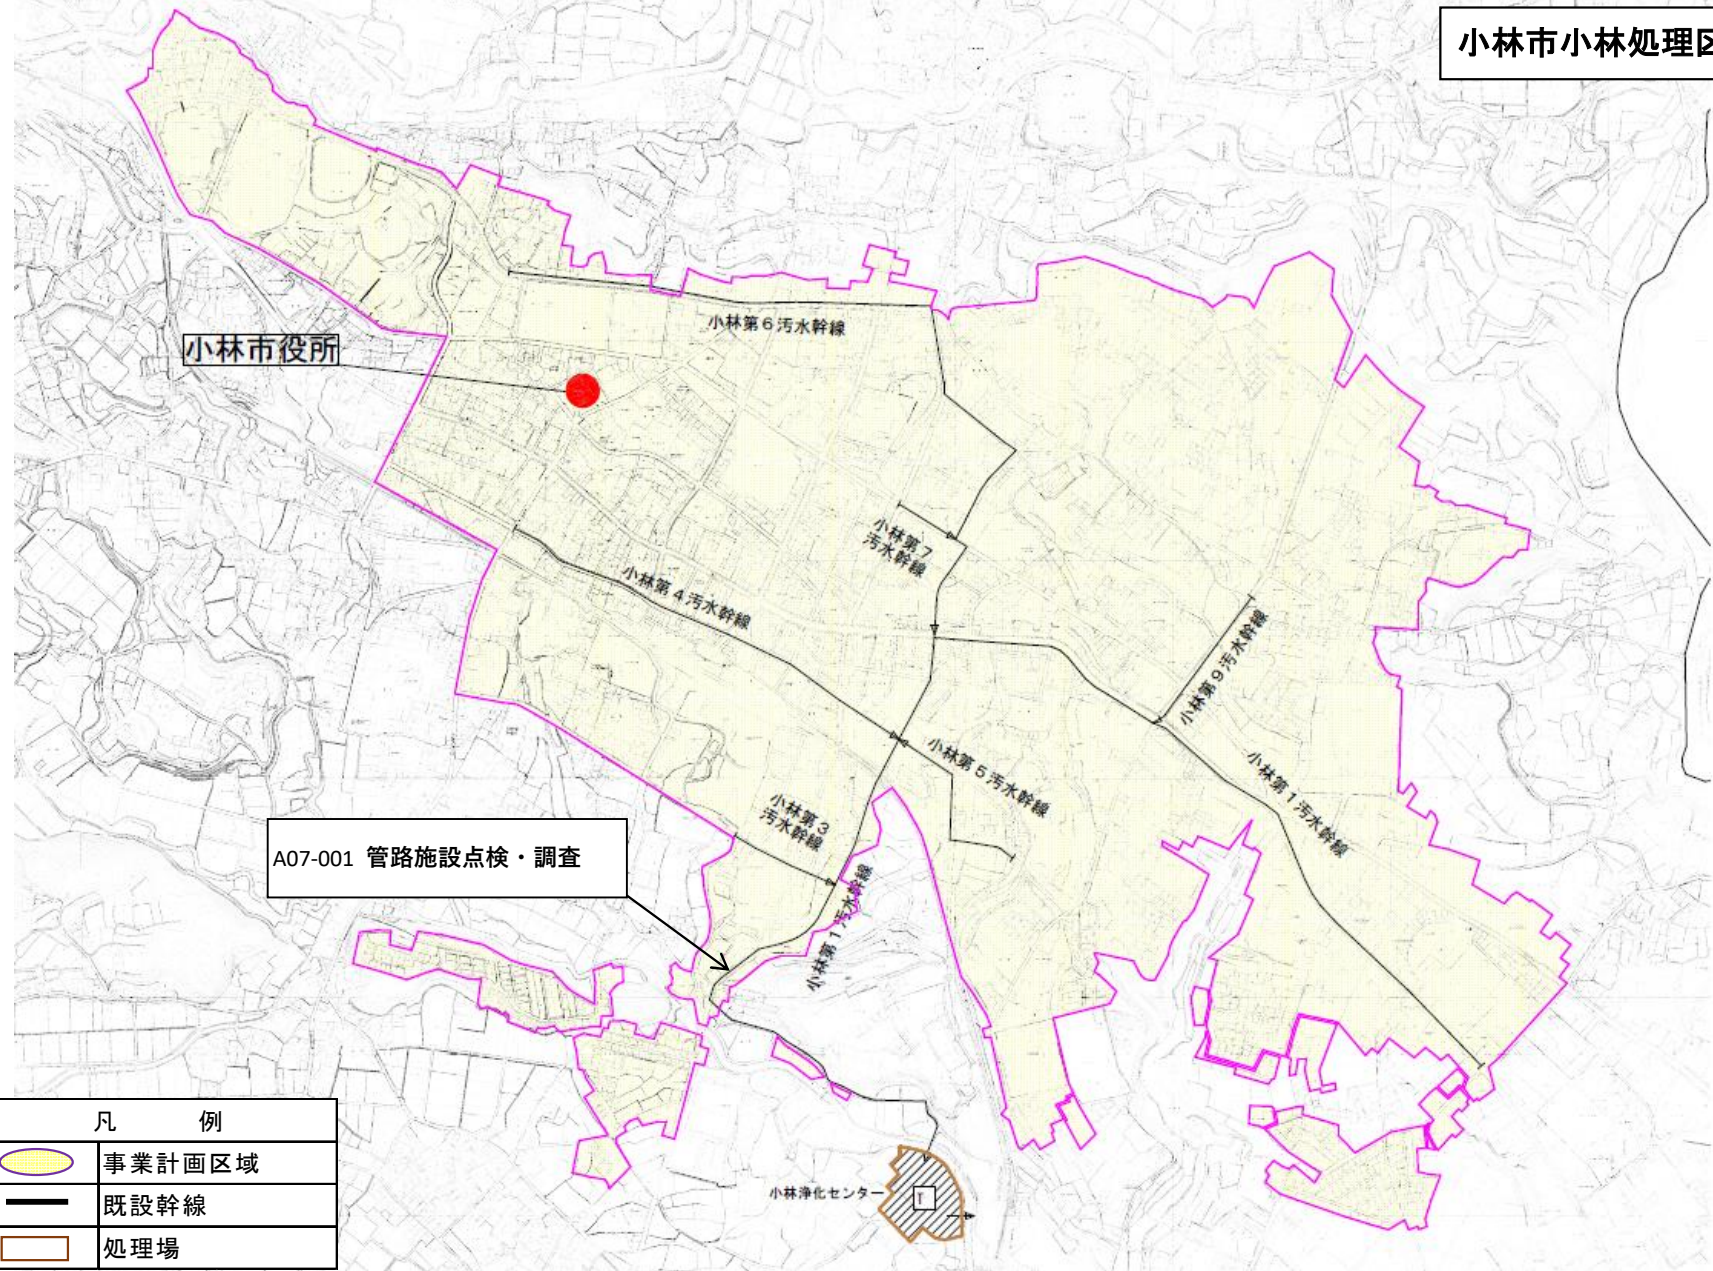 小林市小林処理区
小林第６汚水幹線
小林市役所
小林第７
汚水幹線
小林第４汚水幹線
小林第９汚水幹線
小林第５汚水幹線
小林第１汚水幹線
小林第３
汚水幹線
A07-001 管路施設点検・調査
小林第１汚水幹線
小林浄化センター
T
凡 例
事業計画区域
既設幹線
処理場